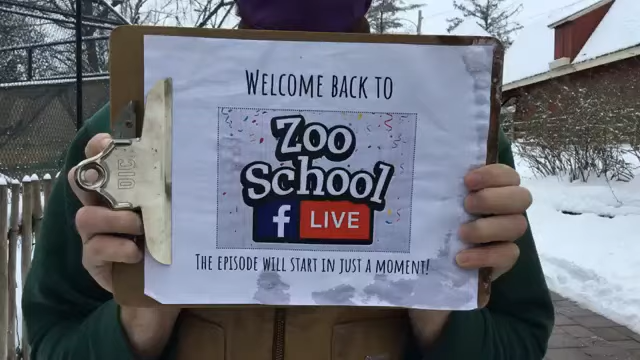 WELCOME BACK TO
Zoo
School
f LIVE
THE EPISODE WILL START IN JUST A MOMENT!